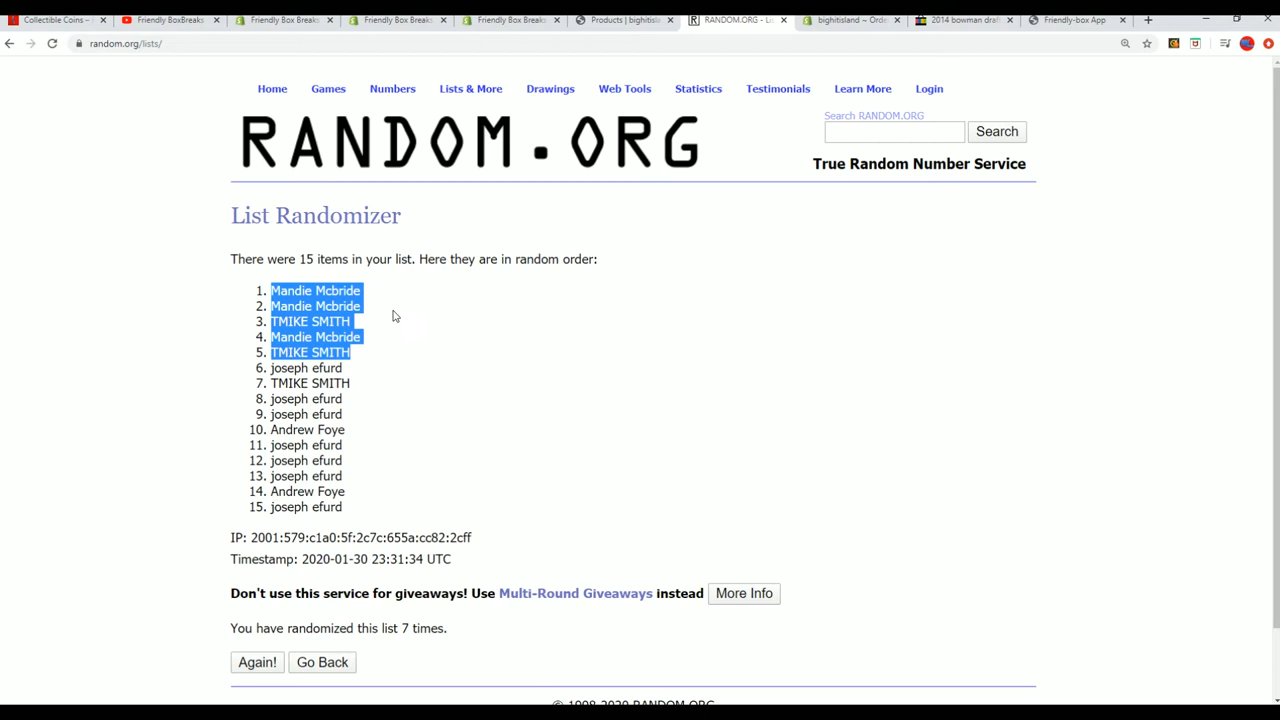 Collectible Coins –
Friendly BoxBreaks
Friendly Box Breaks
Friendly Box Breaks
Friendly Box Breaks
Products | bighitisla
RANDOM.ORG - Li
bighitisland ~ Orde
2014 bowman draf
Friendly-box App
random.org/lists/
Home Games Numbers Lists & More Drawings Web Tools Statistics Testimonials Learn More Login
RANDOM.ORG
Search RANDOM.ORG
Search
True Random Number Service
List Randomizer
There were 15 items in your list. Here they are in random order:
1. Mandie Mcbride
2. Mandie Mcbride
3. TMIKE SMITH
4. Mandie Mcbride
5. TMIKE SMITH
6. joseph efurd
7. TMIKE SMITH
8. joseph efurd
9. joseph efurd
10. Andrew Foye
11. joseph efurd
12. joseph efurd
13. joseph efurd
14. Andrew Foye
15. joseph efurd
IP: 2001:579:c1a0:5f:2c7c:655a:cc82:2cff
Timestamp: 2020-01-30 23:31:34 UTC
Don't use this service for giveaways! Use Multi-Round Giveaways instead More Info
You have randomized this list 7 times.
Again! Go Back
© 1998-2020 RANDOM.ORG